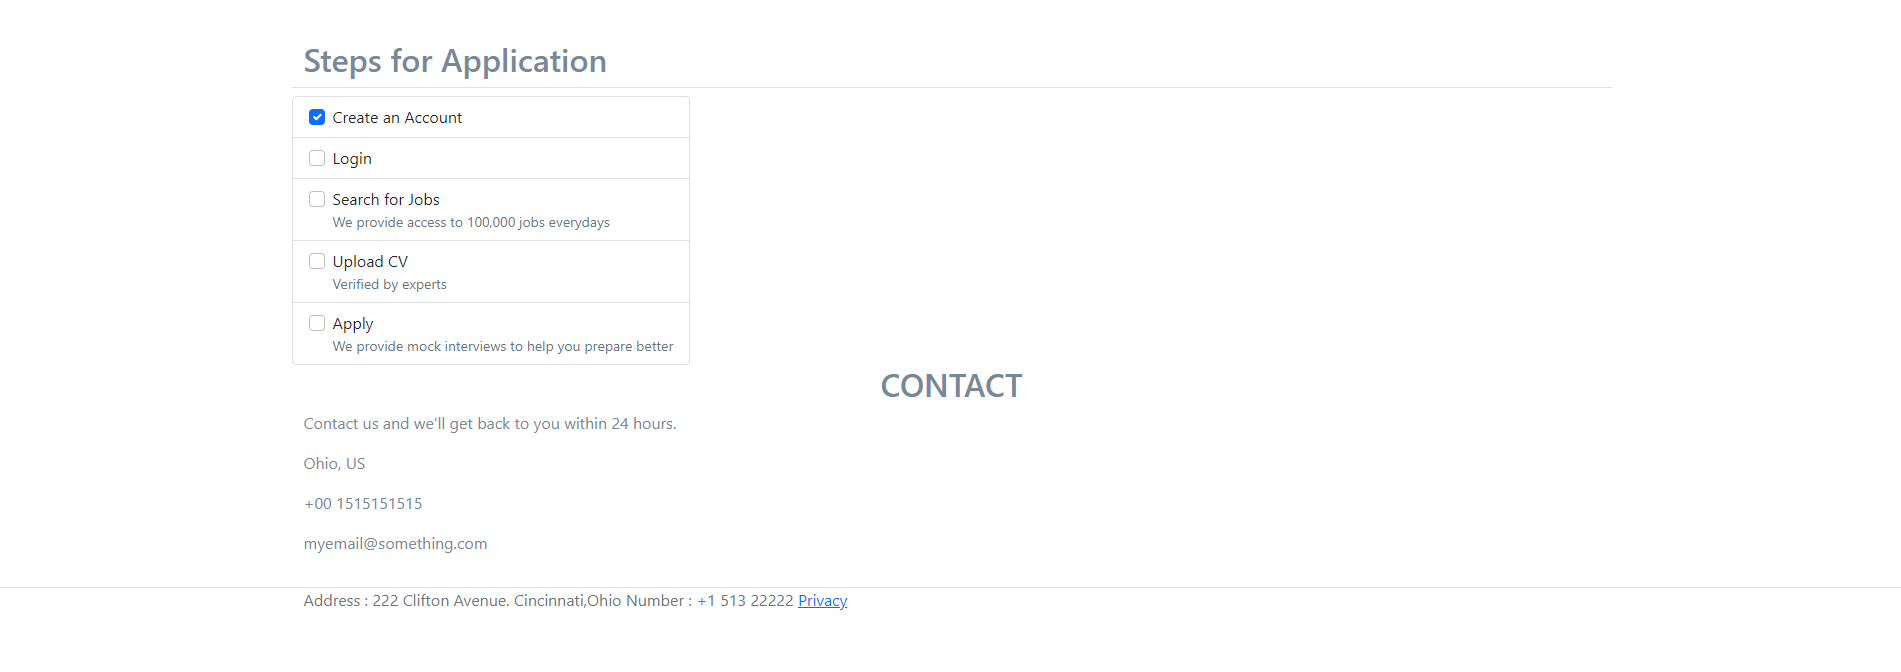 Steps for Application
Create an Account
Login
Search for Jobs
We provide access to 100,000 jobs everydays
Upload CV
Verified by experts
Apply
We provide mock interviews to help you prepare better
CONTACT
Contact us and we'll get back to you within 24 hours.
Ohio, US
+00 1515151515
myemail@something.com
Address : 222 Clifton Avenue. Cincinnati,Ohio Number : +1 513 22222 Privacy